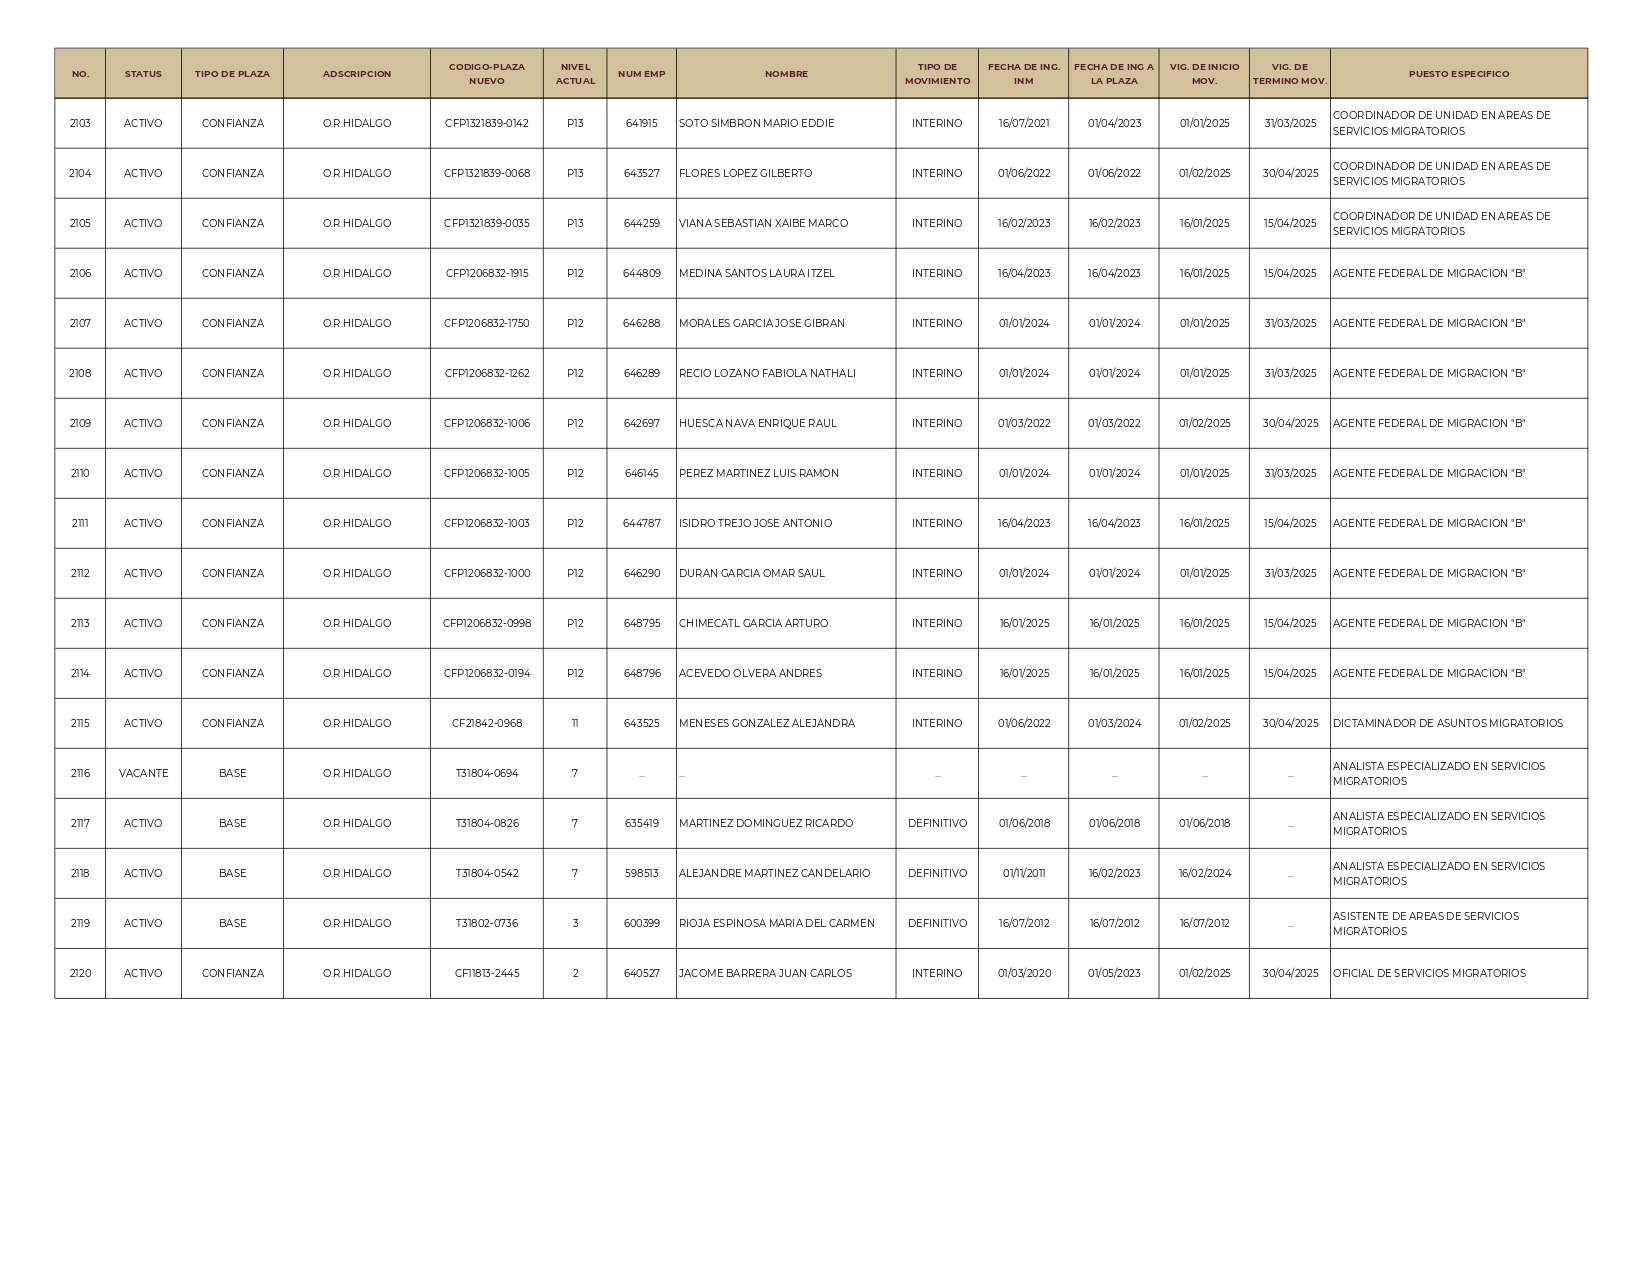 NO. STATUS TIPO DE PLAZA ADSCRIPCION CODIGO-PLAZA NUEVO NIVEL ACTUAL NUM EMP NOMBRE TIPO DE MOVIMIENTO FECHA DE ING. INM FECHA DE ING A LA PLAZA VIG. DE INICIO MOV. VIG. DE TERMINO MOV. PUESTO ESPECIFICO
2103 ACTIVO CONFIANZA O.R.HIDALGO CFP1321839-0142 P13 641915 SOTO SIMBRON MARIO EDDIE INTERINO 16/07/2021 01/04/2023 01/01/2025 31/03/2025 COORDINADOR DE UNIDAD EN AREAS DE SERVICIOS MIGRATORIOS
2104 ACTIVO CONFIANZA O.R.HIDALGO CFP1321839-0068 P13 643527 FLORES LOPEZ GILBERTO INTERINO 01/06/2022 01/06/2022 01/02/2025 30/04/2025 COORDINADOR DE UNIDAD EN AREAS DE SERVICIOS MIGRATORIOS
2105 ACTIVO CONFIANZA O.R.HIDALGO CFP1321839-0035 P13 644259 VIANA SEBASTIAN XAIBE MARCO INTERINO 16/02/2023 16/02/2023 16/01/2025 15/04/2025 COORDINADOR DE UNIDAD EN AREAS DE SERVICIOS MIGRATORIOS
2106 ACTIVO CONFIANZA O.R.HIDALGO CFP1206832-1915 P12 644809 MEDINA SANTOS LAURA ITZEL INTERINO 16/04/2023 16/04/2023 16/01/2025 15/04/2025 AGENTE FEDERAL DE MIGRACION "B"
2107 ACTIVO CONFIANZA O.R.HIDALGO CFP1206832-1750 P12 646288 MORALES GARCIA JOSE GIBRAN INTERINO 01/01/2024 01/01/2024 01/01/2025 31/03/2025 AGENTE FEDERAL DE MIGRACION "B"
2108 ACTIVO CONFIANZA O.R.HIDALGO CFP1206832-1262 P12 646289 RECIO LOZANO FABIOLA NATHALI INTERINO 01/01/2024 01/01/2024 01/01/2025 31/03/2025 AGENTE FEDERAL DE MIGRACION "B"
2109 ACTIVO CONFIANZA O.R.HIDALGO CFP1206832-1006 P12 642697 HUESCA NAVA ENRIQUE RAUL INTERINO 01/03/2022 01/03/2022 01/02/2025 30/04/2025 AGENTE FEDERAL DE MIGRACION "B"
2110 ACTIVO CONFIANZA O.R.HIDALGO CFP1206832-1005 P12 646145 PEREZ MARTINEZ LUIS RAMON INTERINO 01/01/2024 01/01/2024 01/01/2025 31/03/2025 AGENTE FEDERAL DE MIGRACION "B"
2111 ACTIVO CONFIANZA O.R.HIDALGO CFP1206832-1003 P12 644787 ISIDRO TREJO JOSE ANTONIO INTERINO 16/04/2023 16/04/2023 16/01/2025 15/04/2025 AGENTE FEDERAL DE MIGRACION "B"
2112 ACTIVO CONFIANZA O.R.HIDALGO CFP1206832-1000 P12 646290 DURAN GARCIA OMAR SAUL INTERINO 01/01/2024 01/01/2024 01/01/2025 31/03/2025 AGENTE FEDERAL DE MIGRACION "B"
2113 ACTIVO CONFIANZA O.R.HIDALGO CFP1206832-0998 P12 648795 CHIMECATL GARCIA ARTURO INTERINO 16/01/2025 16/01/2025 16/01/2025 15/04/2025 AGENTE FEDERAL DE MIGRACION "B"
2114 ACTIVO CONFIANZA O.R.HIDALGO CFP1206832-0194 P12 648796 ACEVEDO OLVERA ANDRES INTERINO 16/01/2025 16/01/2025 16/01/2025 15/04/2025 AGENTE FEDERAL DE MIGRACION "B"
2115 ACTIVO CONFIANZA O.R.HIDALGO CF21842-0968 11 643525 MENESES GONZALEZ ALEJANDRA INTERINO 01/06/2022 01/03/2024 01/02/2025 30/04/2025 DICTAMINADOR DE ASUNTOS MIGRATORIOS
2116 VACANTE BASE O.R.HIDALGO T31804-0694 7 ... ... ... ... ... ... ... ANALISTA ESPECIALIZADO EN SERVICIOS MIGRATORIOS
2117 ACTIVO BASE O.R.HIDALGO T31804-0826 7 635419 MARTINEZ DOMINGUEZ RICARDO DEFINITIVO 01/06/2018 01/06/2018 01/06/2018 ... ANALISTA ESPECIALIZADO EN SERVICIOS MIGRATORIOS
2118 ACTIVO BASE O.R.HIDALGO T31804-0542 7 598513 ALEJANDRE MARTINEZ CANDELARIO DEFINITIVO 01/11/2011 16/02/2023 16/02/2024 ... ANALISTA ESPECIALIZADO EN SERVICIOS MIGRATORIOS
2119 ACTIVO BASE O.R.HIDALGO T31802-0736 3 600399 RIOJA ESPINOSA MARIA DEL CARMEN DEFINITIVO 16/07/2012 16/07/2012 16/07/2012 ... ASISTENTE DE AREAS DE SERVICIOS MIGRATORIOS
2120 ACTIVO CONFIANZA O.R.HIDALGO CF11813-2445 2 640527 JACOME BARRERA JUAN CARLOS INTERINO 01/03/2020 01/05/2023 01/02/2025 30/04/2025 OFICIAL DE SERVICIOS MIGRATORIOS